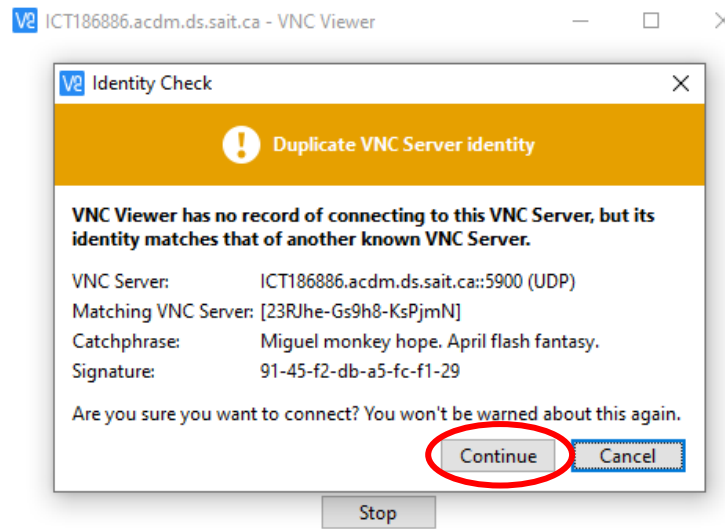 V2 ICT186886.acdm.ds.sait.ca - VNC Viewer
V2 Identity Check
Duplicate VNC Server identity
VNC Viewer has no record of connecting to this VNC Server, but its
identity matches that of another known VNC Server.
VNC Server: ICT186886.acdm.ds.sait.ca::5900 (UDP)
Matching VNC Server: [23RJhe-Gs9h8-KsPjmN]
Catchphrase: Miguel monkey hope. April flash fantasy.
Signature: 91-45-f2-db-a5-fc-f1-29
Are you sure you want to connect? You won't be warned about this again.
Continue Cancel
Stop